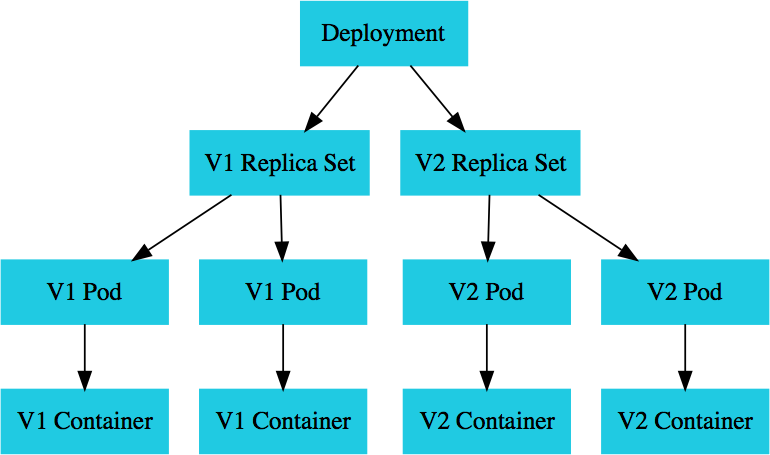 Deployment
V1 Replica Set
V2 Replica Set
V1 Pod
V1 Pod
V2 Pod
V2 Pod
V1 Container
V1 Container
V2 Container
V2 Container